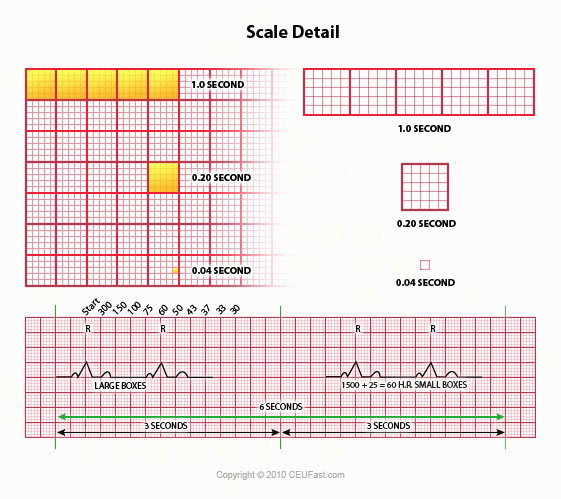 Scale Detail
1.0 SECOND
1.0 SECOND
0.20 SECOND
0.20 SECOND
0.04 SECOND
0.04 SECOND
Start 300 150 100 75 60 50 43 37 33 30
R R R R
LARGE BOXES
1500 + 25 = 60 H.R. SMALL BOXES
6 SECONDS
3 SECONDS 3 SECONDS
Copyright © 2010 CEUFast.com